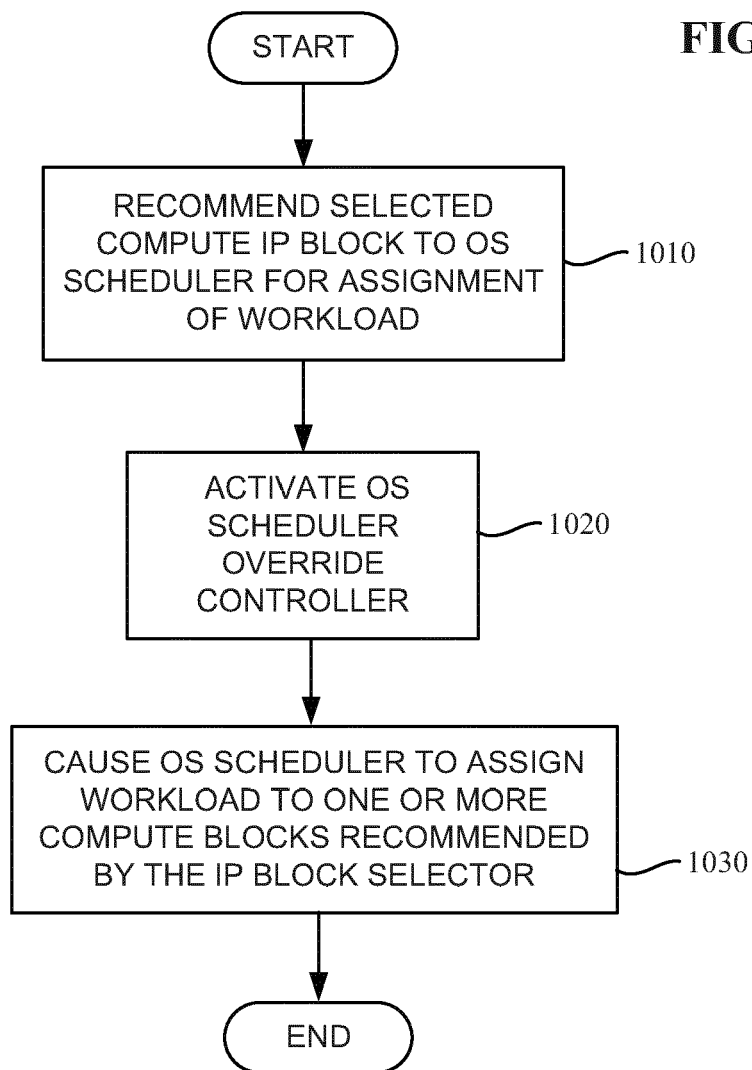 START
FIG
RECOMMEND SELECTED
COMPUTE IP BLOCK TO OS
SCHEDULER FOR ASSIGNMENT
OF WORKLOAD
1010
ACTIVATE OS
SCHEDULER
OVERRIDE
CONTROLLER
1020
CAUSE OS SCHEDULER TO ASSIGN
WORKLOAD TO ONE OR MORE
COMPUTE BLOCKS RECOMMENDED
BY THE IP BLOCK SELECTOR
1030
END